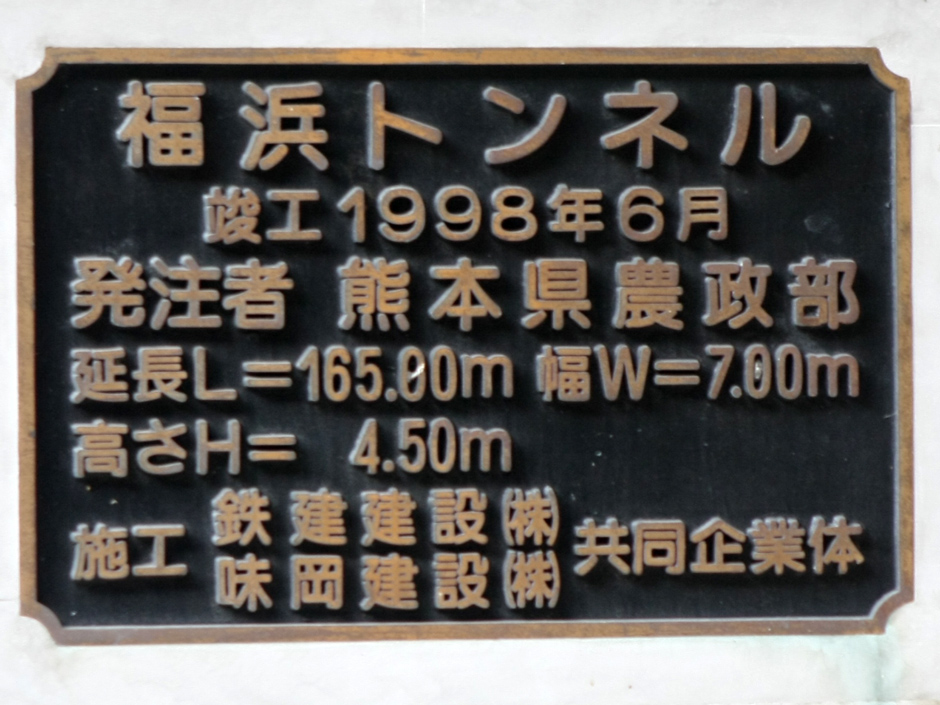 福浜トンネル
竣工1998年6月
発注者 熊本県農政部
延長L=165.00m 幅W=7.00m
高さH= 4.50m
施工 鉄建建設㈱ 共同企業体
味岡建設㈱